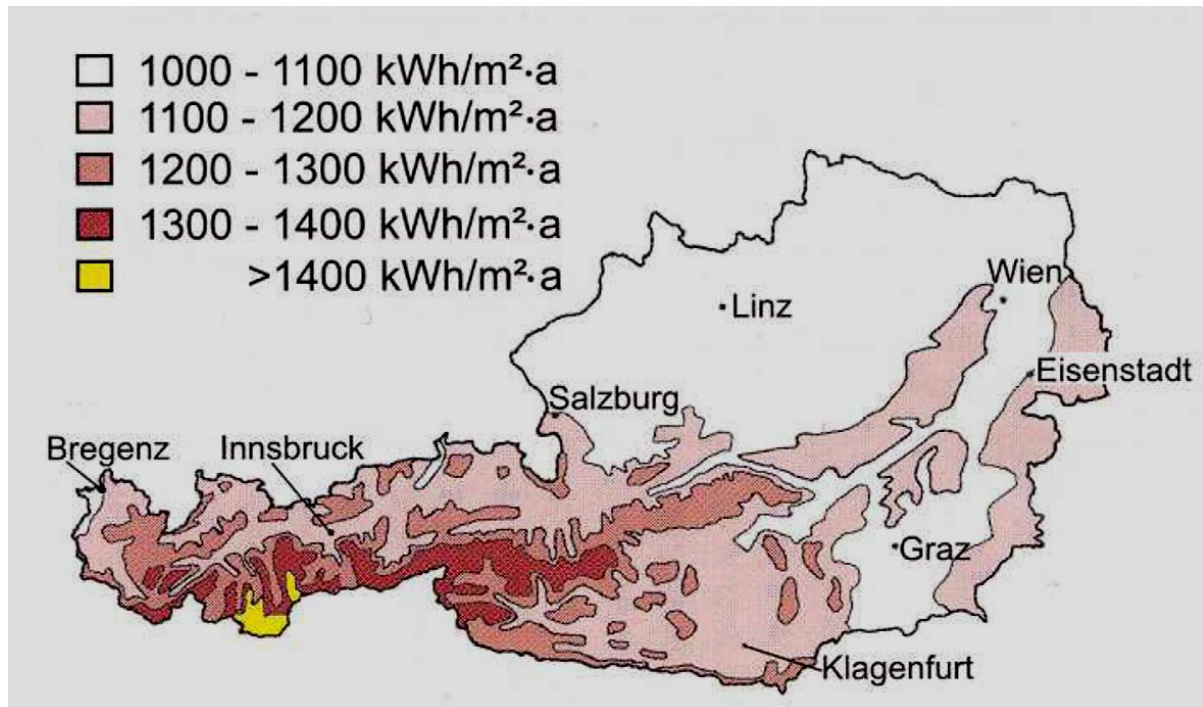 1000 - 1100 kWh/m²·a
1100 - 1200 kWh/m²·a
1200 - 1300 kWh/m²·a
1300 - 1400 kWh/m²·a
>1400 kWh/m²·a
Wien
Linz
Eisenstadt
Salzburg
Bregenz
Innsbruck
Graz
Klagenfurt